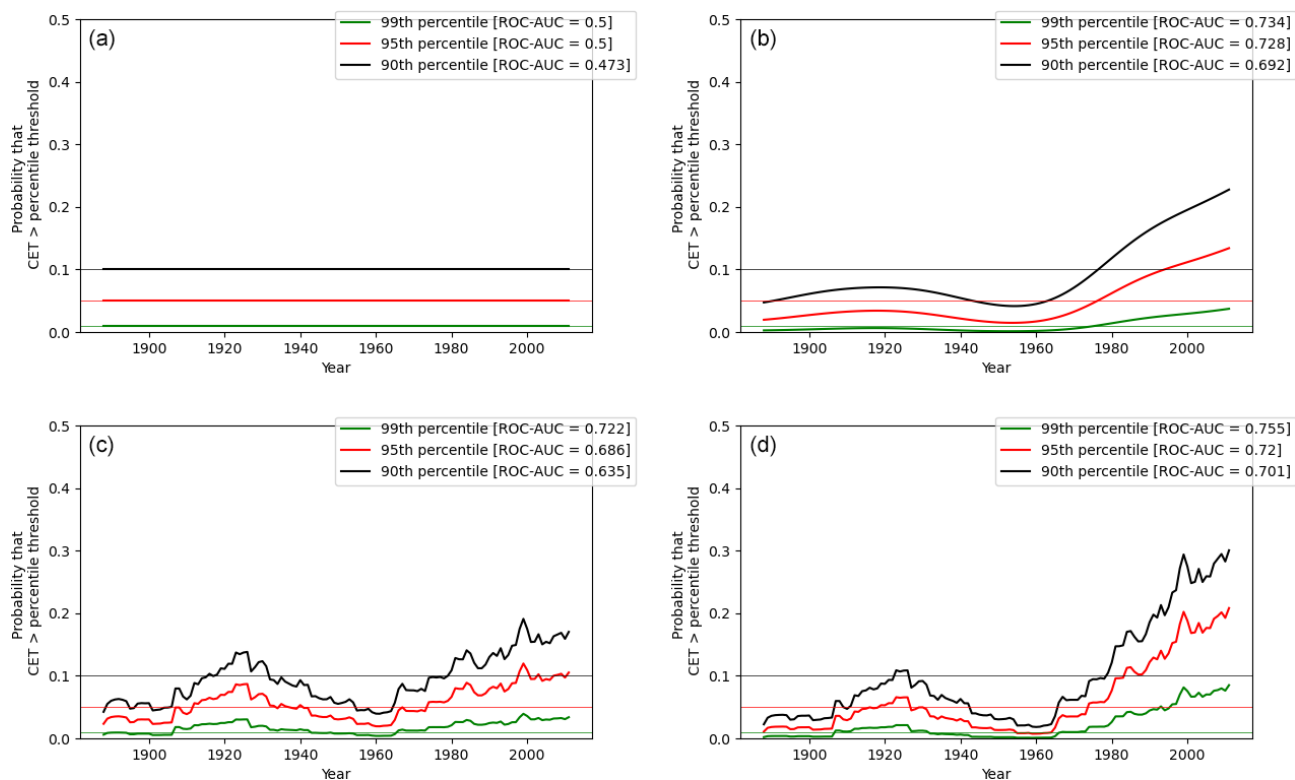 (a)
99th percentile [ROC-AUC = 0.5]
95th percentile [ROC-AUC = 0.5]
90th percentile [ROC-AUC = 0.473]
0.5
0.4
0.3
0.2
0.1
0.0
Probability that
CET > percentile threshold
1900 1920 1940 1960 1980 2000
Year
(b)
99th percentile [ROC-AUC = 0.734]
95th percentile [ROC-AUC = 0.728]
90th percentile [ROC-AUC = 0.692]
0.5
0.4
0.3
0.2
0.1
0.0
Probability that
CET > percentile threshold
1900 1920 1940 1960 1980 2000
Year
(c)
99th percentile [ROC-AUC = 0.722]
95th percentile [ROC-AUC = 0.686]
90th percentile [ROC-AUC = 0.635]
0.5
0.4
0.3
0.2
0.1
0.0
Probability that
CET > percentile threshold
1900 1920 1940 1960 1980 2000
Year
(d)
99th percentile [ROC-AUC = 0.755]
95th percentile [ROC-AUC = 0.72]
90th percentile [ROC-AUC = 0.701]
0.5
0.4
0.3
0.2
0.1
0.0
Probability that
CET > percentile threshold
1900 1920 1940 1960 1980 2000
Year